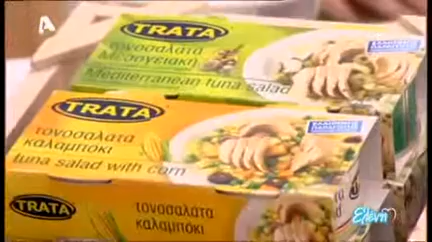 A
TRATA
τονοσαλάτα
Μεσογειακή
Mediterranean tuna salad
TRATA
τονοσαλάτα
καλαμπόκι
tuna salad with corn
TRATA
τονοσαλάτα
καλαμπόκι
Ελένη